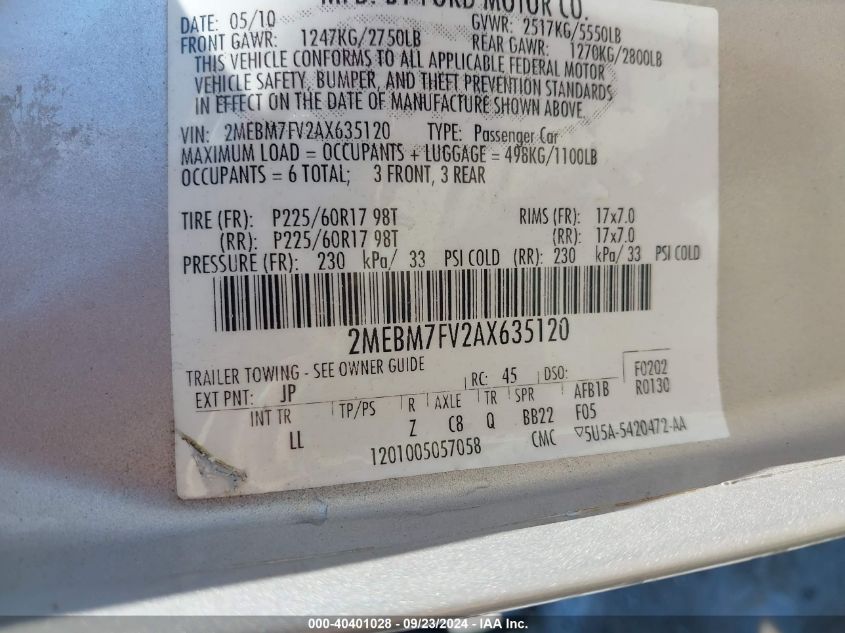 MFD. BY FORD MOTOR CO.
DATE: 05/10 GVWR: 2517KG/5550LB
FRONT GAWR: 1247KG/2750LB REAR GAWR: 1270KG/2800LB
THIS VEHICLE CONFORMS TO ALL APPLICABLE FEDERAL MOTOR
VEHICLE SAFETY, BUMPER, AND THEFT PREVENTION STANDARDS
IN EFFECT ON THE DATE OF MANUFACTURE SHOWN ABOVE.
VIN: 2MEBM7FV2AX635120 TYPE: Passenger Car
MAXIMUM LOAD = OCCUPANTS + LUGGAGE = 498KG/1100LB
OCCUPANTS = 6 TOTAL; 3 FRONT, 3 REAR
TIRE (FR): P225/60R17 98T RIMS (FR): 17x7.0
(RR): P225/60R17 98T (RR): 17x7.0
PRESSURE (FR): 230 kPa/ 33 PSI COLD (RR): 230 kPa/ 33 PSI COLD
2MEBM7FV2AX635120
TRAILER TOWING - SEE OWNER GUIDE
EXT PNT: JP RC: 45 DSO: F0202
INT TR TP/PS R AXLE TR SPR AFB1B R0130
LL Z C8 Q BB22 F05
1201005057058 CMC ▽5U5A-5420472-AA
000-40401028 - 09/23/2024 - IAA Inc.